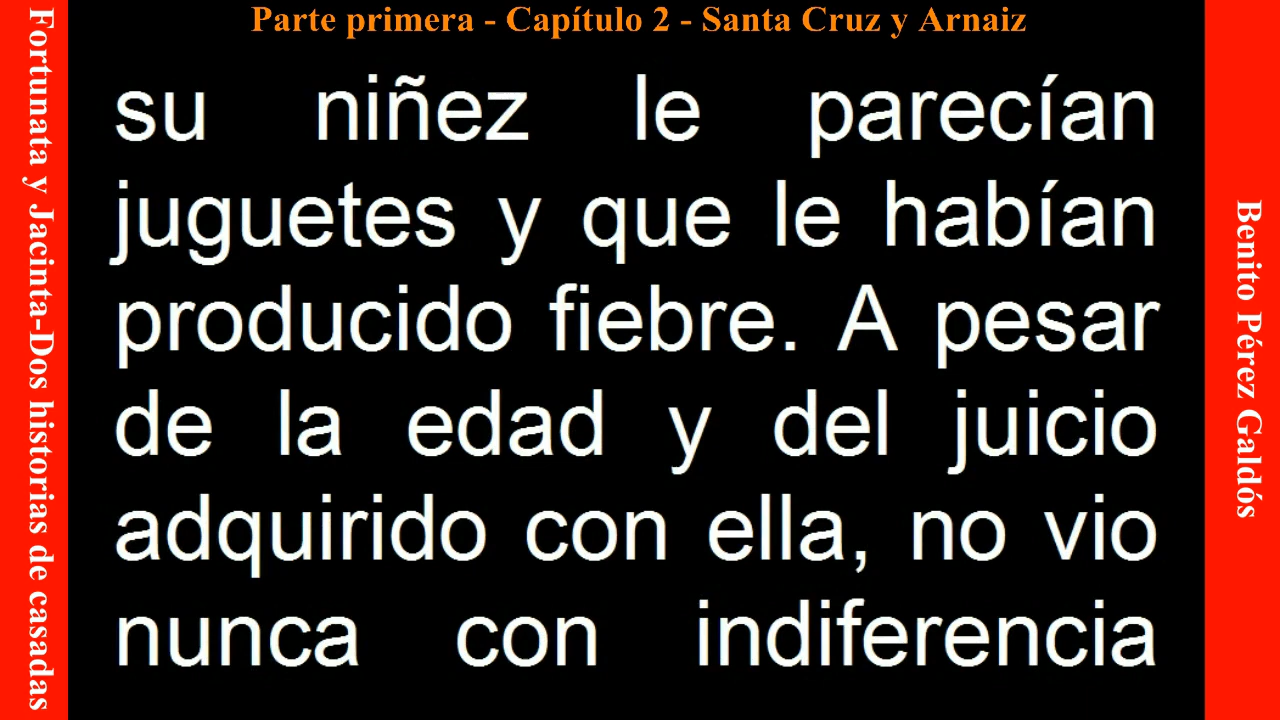 Parte primera - Capítulo 2 - Santa Cruz y Arnaiz
Fortunata y Jacinta-Dos historias de casadas
su niñez le parecían
juguetes y que le habían
producido fiebre. A pesar
de la edad y del juicio
adquirido con ella, no vio
nunca con indiferencia
Benito Pérez Galdós